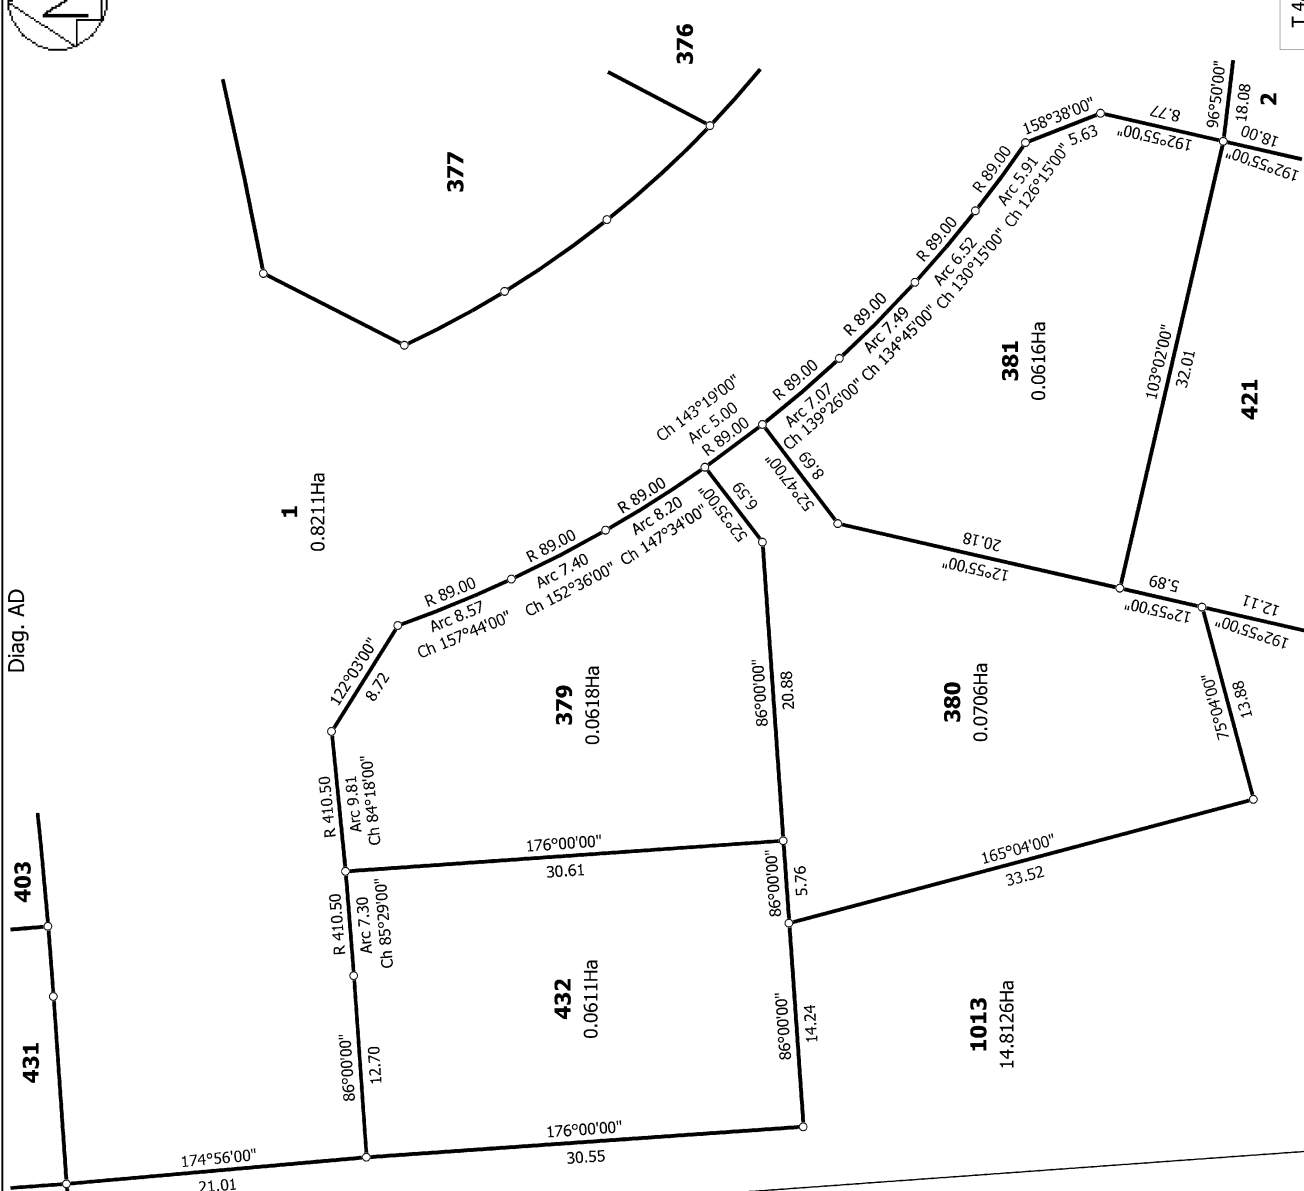 Diag. AD
T 4
376
377
1
0.8211Ha
96°50'00"
18.08
2
18.00
192°55'00"
158°38'00"
5.63
8.77
192°55'00"
R 89.00
Arc 5.91
Ch 126°15'00"
R 89.00
Arc 6.52
Ch 130°15'00"
R 89.00
Arc 7.49
Ch 134°45'00"
R 89.00
Arc 7.07
Ch 139°26'00"
Ch 143°19'00"
Arc 5.00
R 89.00
R 89.00
Arc 8.20
Ch 147°34'00"
R 89.00
Arc 7.40
Ch 152°36'00"
R 89.00
Arc 8.57
Ch 157°44'00"
122°03'00"
8.72
381
0.0616Ha
103°02'00"
32.01
421
8.69
52°47'00"
6.59
52°35'00"
20.18
12°55'00"
5.89
12°55'00"
12.11
192°55'00"
379
0.0618Ha
86°00'00"
20.88
380
0.0706Ha
75°04'00"
13.88
R 410.50
Arc 9.81
Ch 84°18'00"
176°00'00"
30.61
86°00'00"
5.76
165°04'00"
33.52
403
R 410.50
Arc 7.30
Ch 85°29'00"
432
0.0611Ha
86°00'00"
14.24
1013
14.8126Ha
431
86°00'00"
12.70
174°56'00"
21.01
176°00'00"
30.55